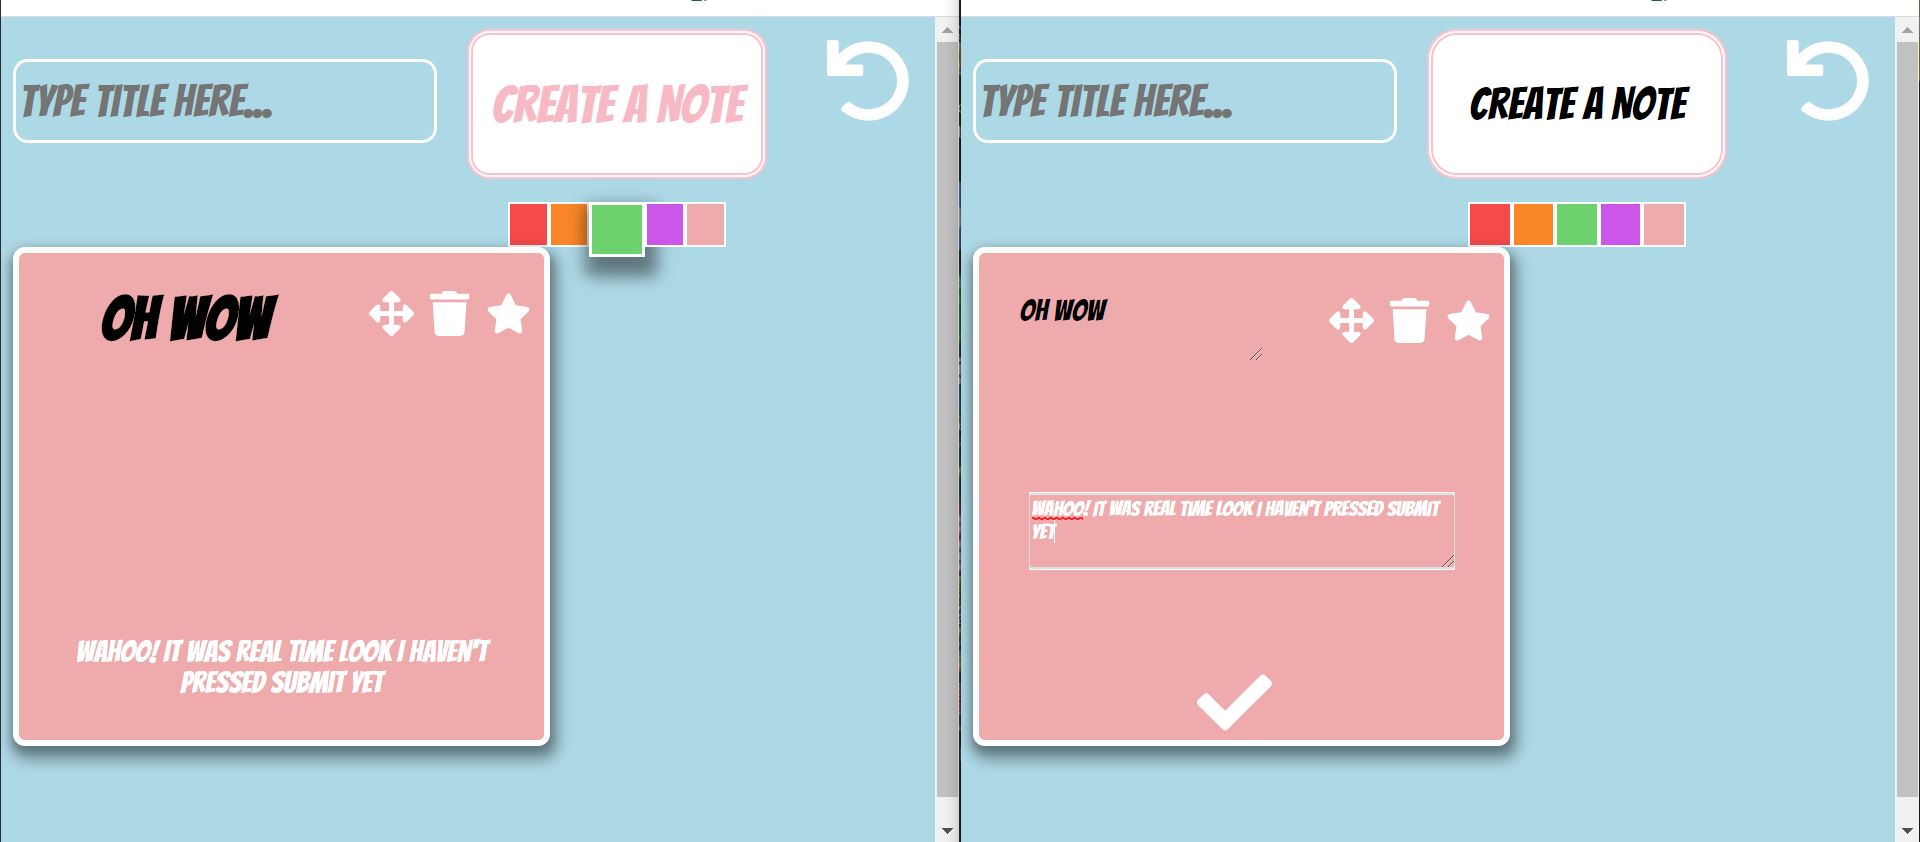 TYPE TITLE HERE...
CREATE A NOTE
OH WOW
WAHOO! IT WAS REAL TIME LOOK I HAVEN'T
PRESSED SUBMIT YET
TYPE TITLE HERE...
CREATE A NOTE
OH WOW
WAHOO! IT WAS REAL TIME LOOK I HAVEN'T PRESSED SUBMIT
YET